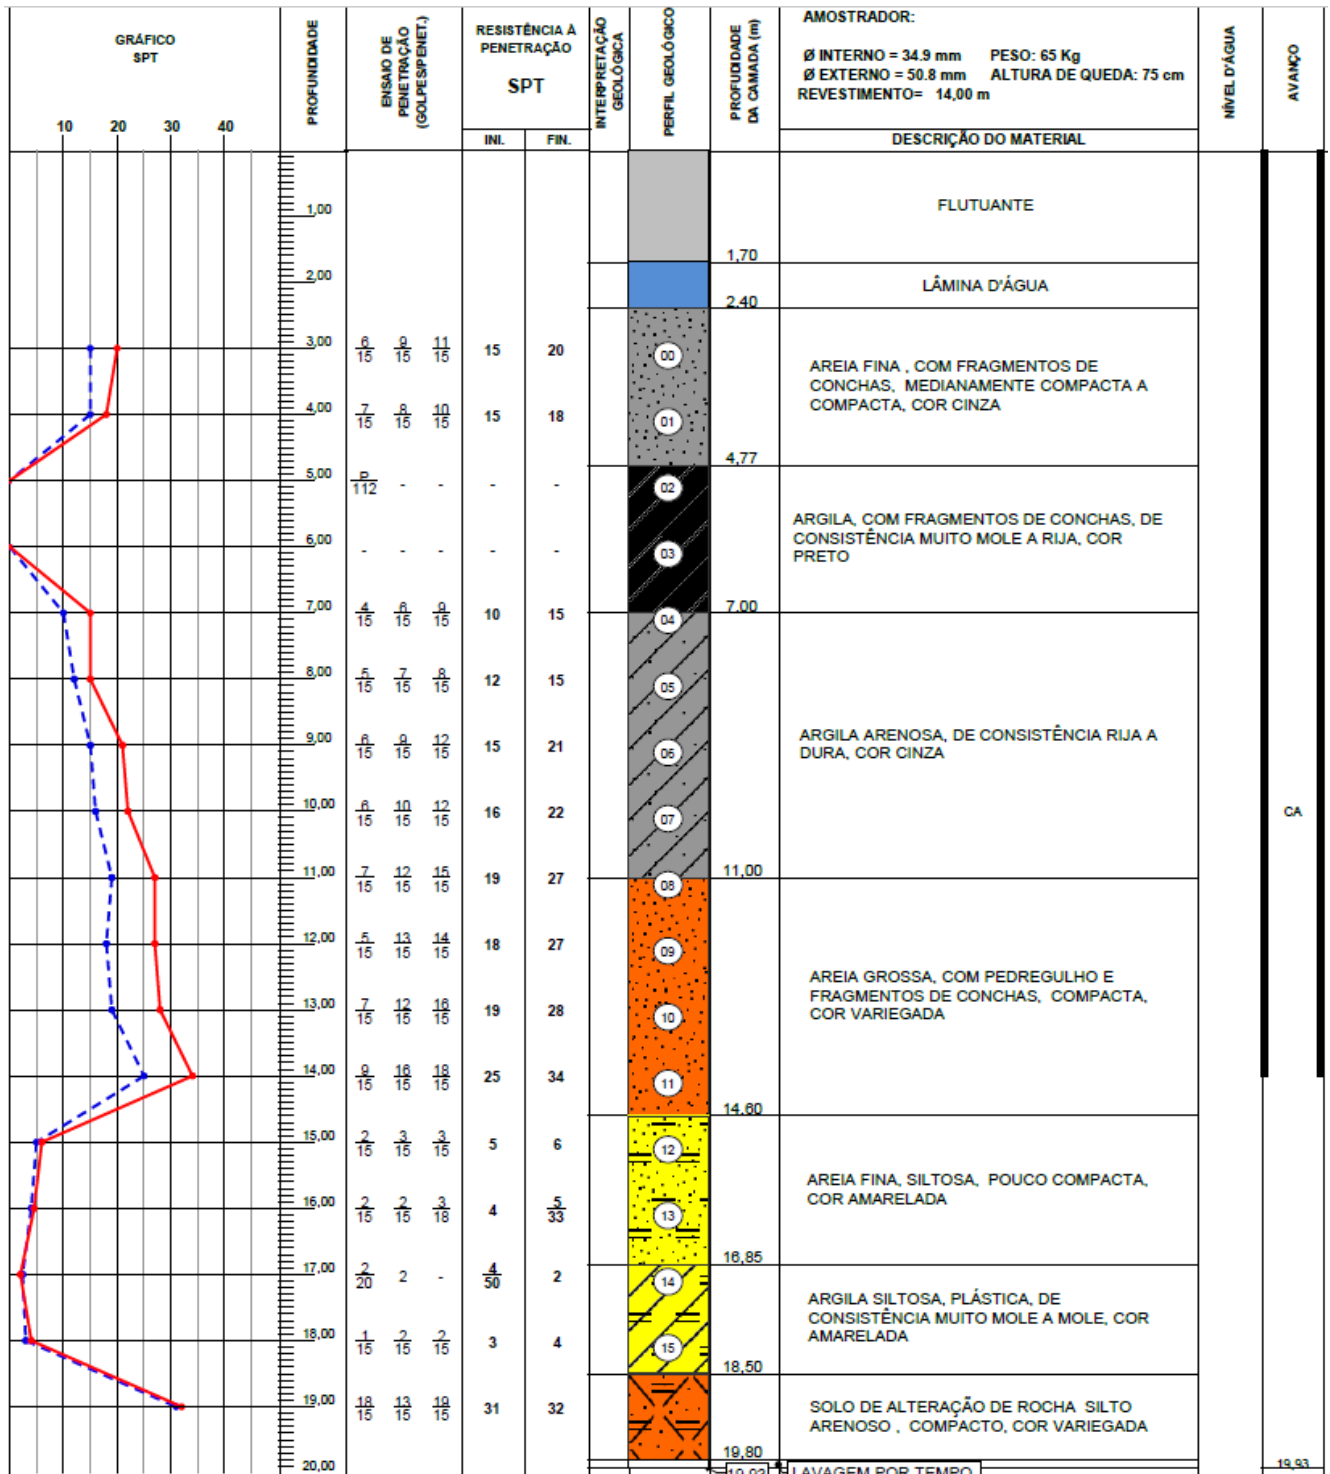 GRÁFICO
SPT
10 20 30 40
PROFUNDIDADE
ENSAIO DE
PENETRAÇÃO
(GOLPES/PENET.)
RESISTÊNCIA À
PENETRAÇÃO
SPT
INI. FIN.
INTERPRETAÇÃO
GEOLÓGICA
PERFIL GEOLÓGICO
PROFUDIDADE
DA CAMADA (m)
AMOSTRADOR:
Ø INTERNO = 34.9 mm PESO: 65 Kg
Ø EXTERNO = 50.8 mm ALTURA DE QUEDA: 75 cm
REVESTIMENTO= 14,00 m
DESCRIÇÃO DO MATERIAL
NÍVEL D'ÁGUA
AVANÇO
FLUTUANTE
1,00
1,70
2,00
LÂMINA D'ÁGUA
2,40
3,00 6/15 9/15 11/15 15 20 00
AREIA FINA , COM FRAGMENTOS DE
CONCHAS, MEDIANAMENTE COMPACTA A
COMPACTA, COR CINZA
4,00 7/15 8/15 10/15 15 18 01
4,77
5,00 P/112 - - - - 02
ARGILA, COM FRAGMENTOS DE CONCHAS, DE
CONSISTÊNCIA MUITO MOLE A RIJA, COR
PRETO
6,00 - - - - - 03
7,00 4/15 6/15 9/15 10 15 7,00
04
8,00 5/15 7/15 8/15 12 15 05
ARGILA ARENOSA, DE CONSISTÊNCIA RIJA A
DURA, COR CINZA
9,00 6/15 9/15 12/15 15 21 06
10,00 6/15 10/15 12/15 16 22 07 CA
11,00 7/15 12/15 15/15 19 27 11,00
08
12,00 5/15 13/15 14/15 18 27 09
AREIA GROSSA, COM PEDREGULHO E
FRAGMENTOS DE CONCHAS, COMPACTA,
COR VARIEGADA
13,00 7/15 12/15 16/15 19 28 10
14,00 9/15 16/15 18/15 25 34 11
14,60
15,00 2/15 3/15 3/15 5 6 12
AREIA FINA, SILTOSA, POUCO COMPACTA,
COR AMARELADA
16,00 2/15 2/15 3/18 4 5/33 13
16,85
17,00 2/20 2 - 4/50 2 14
ARGILA SILTOSA, PLÁSTICA, DE
CONSISTÊNCIA MUITO MOLE A MOLE, COR
AMARELADA
18,00 1/15 2/15 2/15 3 4 15
18,50
19,00 18/15 13/15 19/15 31 32
SOLO DE ALTERAÇÃO DE ROCHA SILTO
ARENOSO , COMPACTO, COR VARIEGADA
19,80
20,00 19,93 LAVAGEM POR TEMPO 19,93